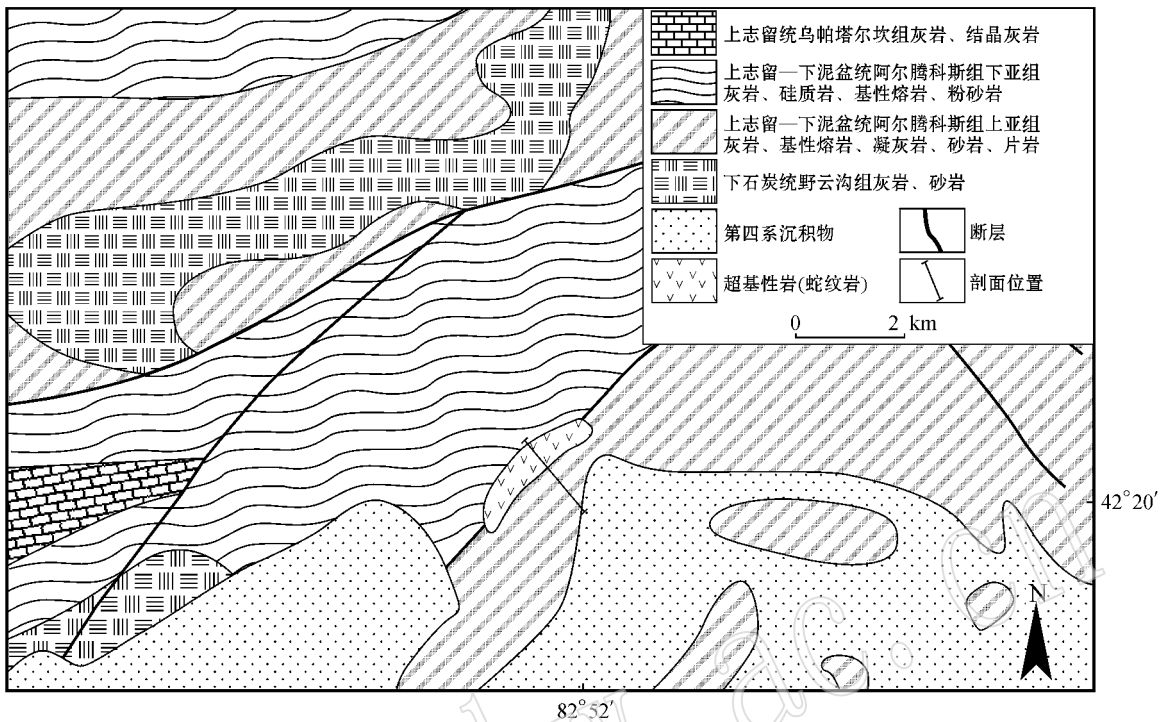 上志留统乌帕塔尔坎组灰岩、结晶灰岩
上志留—下泥盆统阿尔腾科斯组下亚组
灰岩、硅质岩、基性熔岩、粉砂岩
上志留—下泥盆统阿尔腾科斯组上亚组
灰岩、基性熔岩、凝灰岩、砂岩、片岩
下石炭统野云沟组灰岩、砂岩
第四系沉积物
断层
超基性岩(蛇纹岩)
剖面位置
0 2 km
42°20′
N
82°52′
ac. cn